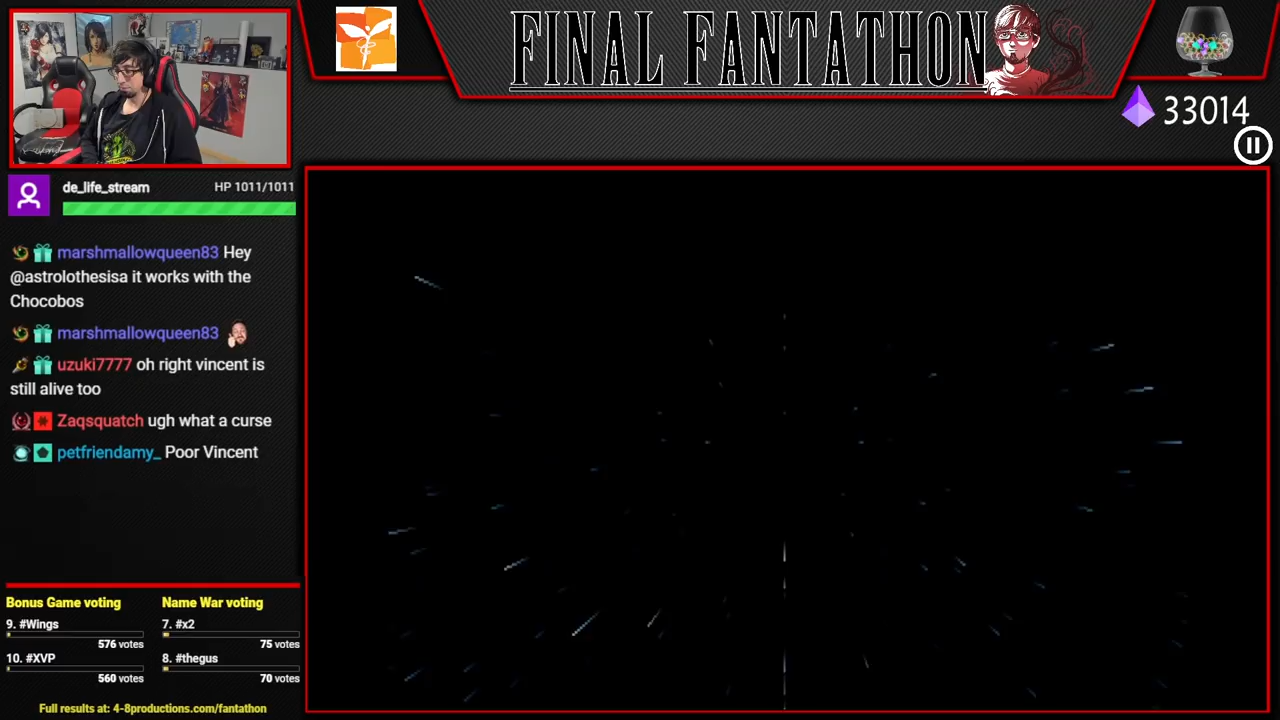 FINAL FANTATHON
33014
de_life_stream HP 1011/1011
marshmallowqueen83 Hey
@astrolothesisa it works with the
Chocobos
marshmallowqueen83
uzuki7777 oh right vincent is
still alive too
Zaqsquatch ugh what a curse
petfriendamy_ Poor Vincent
Bonus Game voting
9. #Wings
576 votes
10. #XVP
560 votes
Name War voting
7. #x2
75 votes
8. #thegus
70 votes
Full results at: 4-8productions.com/fantathon